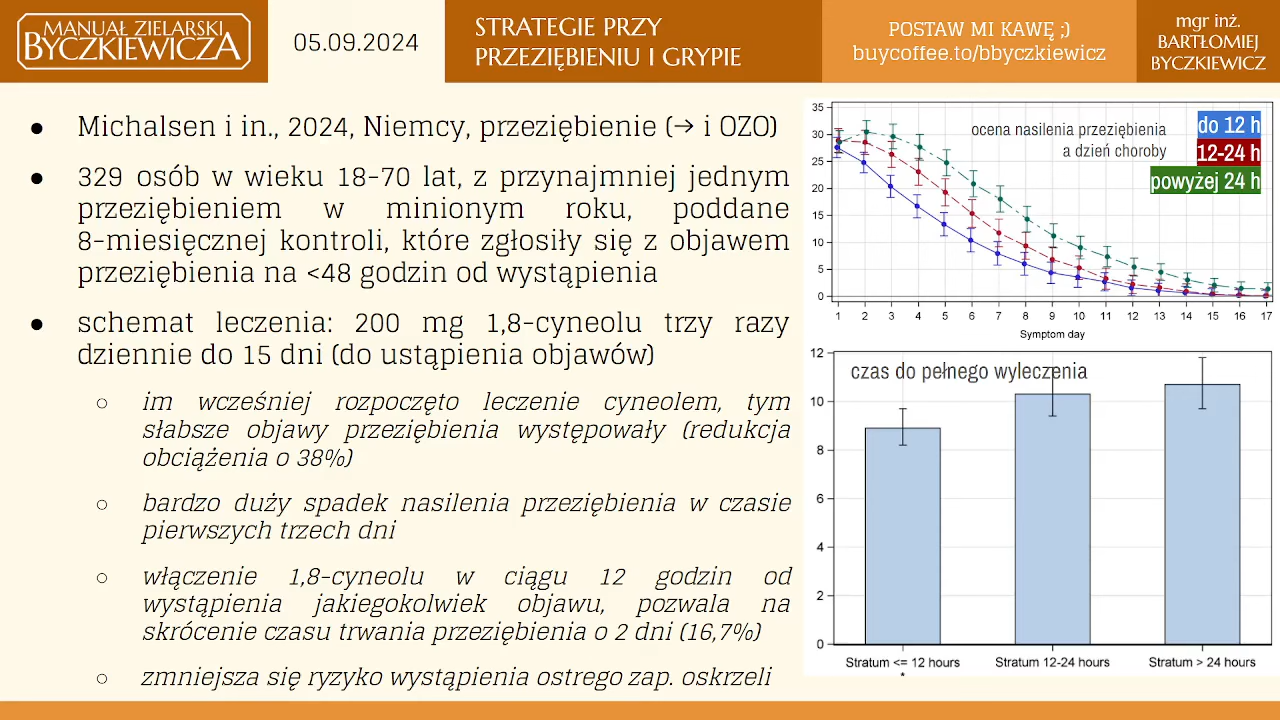 MANUAŁ ZIELARSKI
BYCZKIEWICZA
05.09.2024
STRATEGIE PRZY
PRZEZIĘBIENIU I GRYPIE
POSTAW MI KAWĘ ;)
buycoffee.to/bbyczkiewicz
mgr inż.
BARTŁOMIEJ
BYCZKIEWICZ
● Michalsen i in., 2024, Niemcy, przeziębienie (→ i OZO)
● 329 osób w wieku 18-70 lat, z przynajmniej jednym
przeziębieniem w minionym roku, poddane
8-miesięcznej kontroli, które zgłosiły się z objawem
przeziębienia na <48 godzin od wystąpienia
● schemat leczenia: 200 mg 1,8-cyneolu trzy razy
dziennie do 15 dni (do ustąpienia objawów)
○ im wcześniej rozpoczęto leczenie cyneolem, tym
słabsze objawy przeziębienia występowały (redukcja
obciążenia o 38%)
○ bardzo duży spadek nasilenia przeziębienia w czasie
pierwszych trzech dni
○ włączenie 1,8-cyneolu w ciągu 12 godzin od
wystąpienia jakiegokolwiek objawu, pozwala na
skrócenie czasu trwania przeziębienia o 2 dni (16,7%)
○ zmniejsza się ryzyko wystąpienia ostrego zap. oskrzeli
ocena nasilenia przeziębienia
a dzień choroby
do 12 h
12-24 h
powyżej 24 h
35
30
25
20
15
10
5
0
1 2 3 4 5 6 7 8 9 10 11 12 13 14 15 16 17
Symptom day
czas do pełnego wyleczenia
12
10
8
6
4
2
0
Stratum <= 12 hours Stratum 12-24 hours Stratum > 24 hours
*